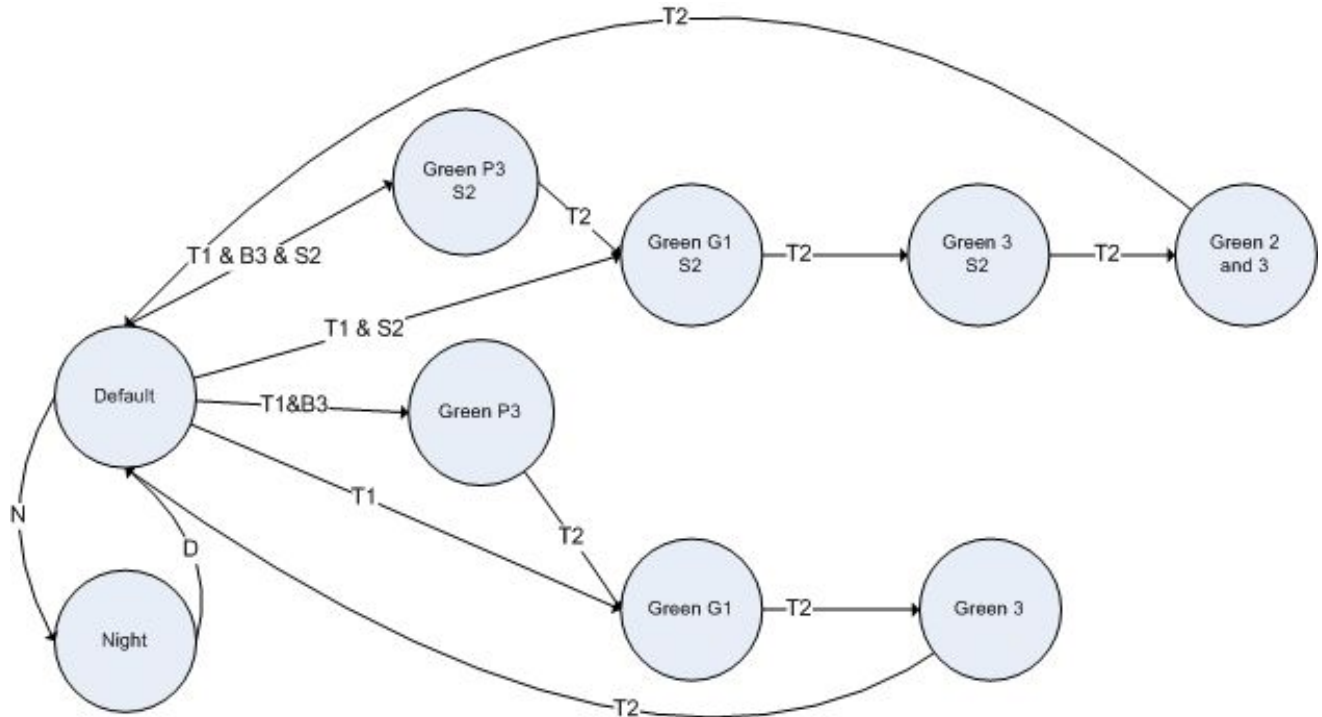 T2
Green P3
S2
T2
Green G1
S2
T2
Green 3
S2
T2
Green 2
and 3
T1 & B3 & S2
T1 & S2
Default
T1&B3
Green P3
T1
T2
N
D
Night
Green G1
T2
Green 3
T2